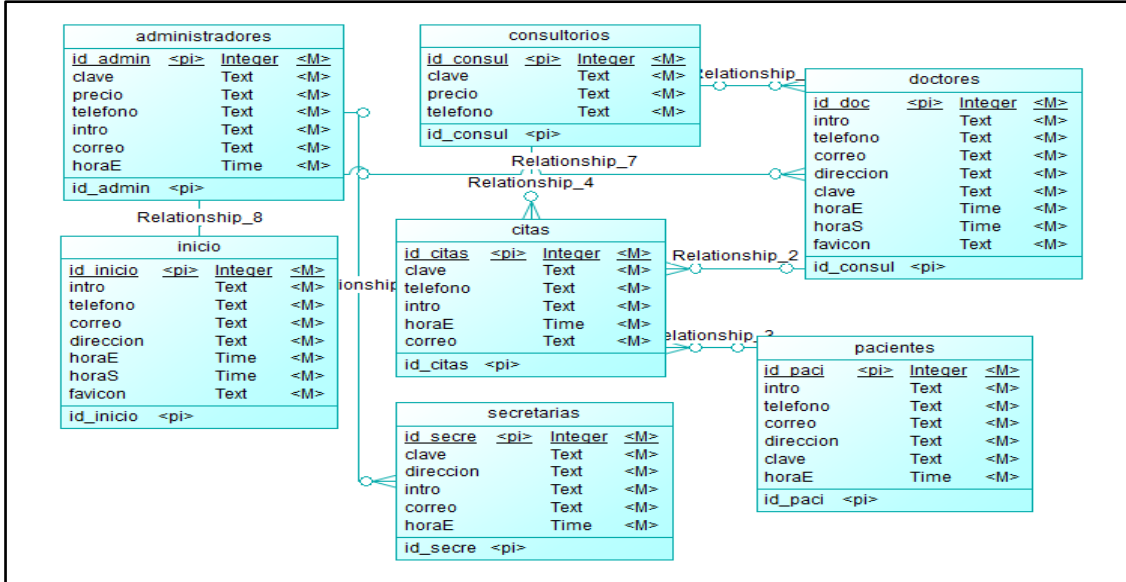 administradores
id_admin <pi> Integer <M>
clave Text <M>
precio Text <M>
telefono Text <M>
intro Text <M>
correo Text <M>
horaE Time <M>
id_admin <pi>
consultorios
id_consul <pi> Integer <M>
clave Text <M>
precio Text <M>
telefono Text <M>
id_consul <pi>
Relationship_
doctores
id_doc <pi> Integer <M>
intro Text <M>
telefono Text <M>
correo Text <M>
direccion Text <M>
clave Text <M>
horaE Time <M>
horaS Time <M>
favicon Text <M>
id_consul <pi>
Relationship_7
Relationship_4
Relationship_8
inicio
id_inicio <pi> Integer <M>
intro Text <M>
telefono Text <M>
correo Text <M>
direccion Text <M>
horaE Time <M>
horaS Time <M>
favicon Text <M>
id_inicio <pi>
ionship
citas
id_citas <pi> Integer <M>
clave Text <M>
telefono Text <M>
intro Text <M>
horaE Time <M>
correo Text <M>
id_citas <pi>
Relationship_2
elationship_3
pacientes
id_paci <pi> Integer <M>
intro Text <M>
telefono Text <M>
correo Text <M>
direccion Text <M>
clave Text <M>
horaE Time <M>
id_paci <pi>
secretarias
id_secre <pi> Integer <M>
clave Text <M>
direccion Text <M>
intro Text <M>
correo Text <M>
horaE Time <M>
id_secre <pi>